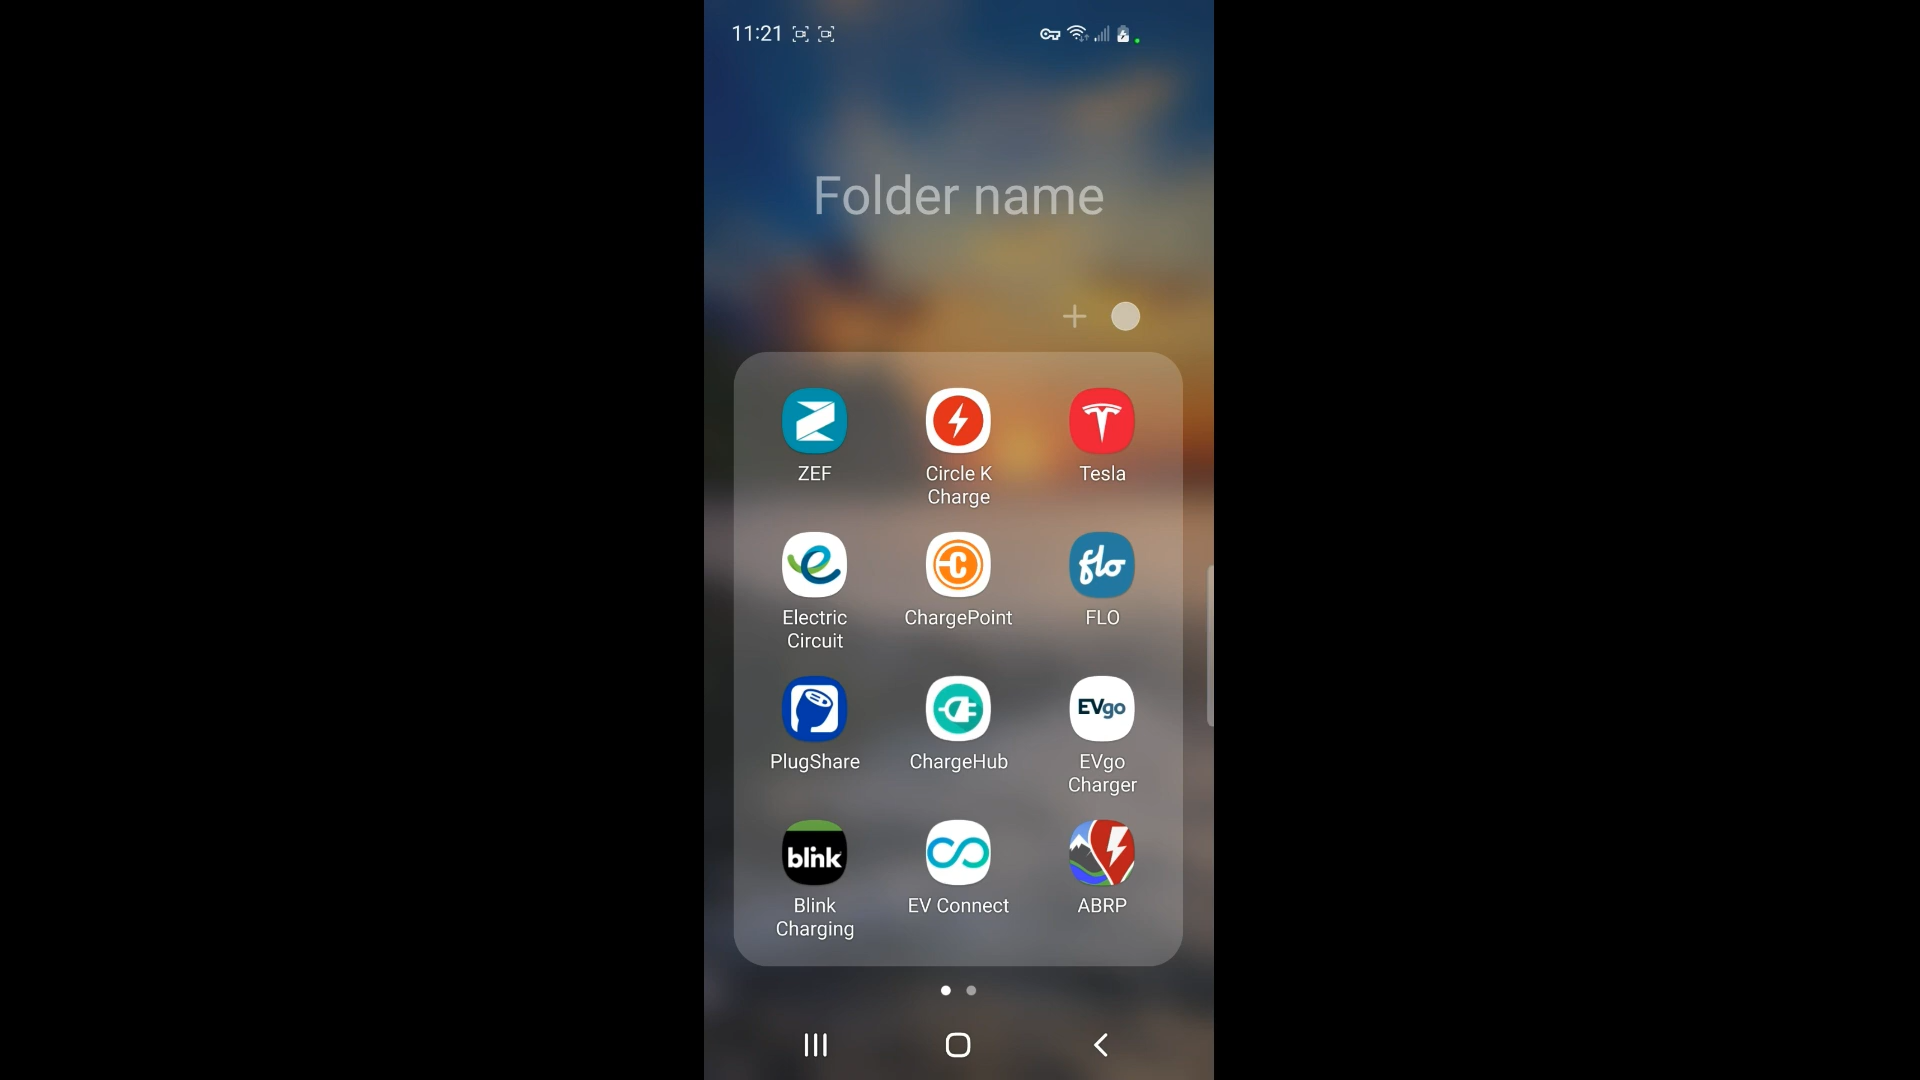 11:21
Folder name
ZEF
Circle K
Charge
Tesla
Electric
Circuit
C
ChargePoint
flo
FLO
PlugShare
ChargeHub
EVgo
EVgo
Charger
blink
Blink
Charging
EV Connect
ABRP